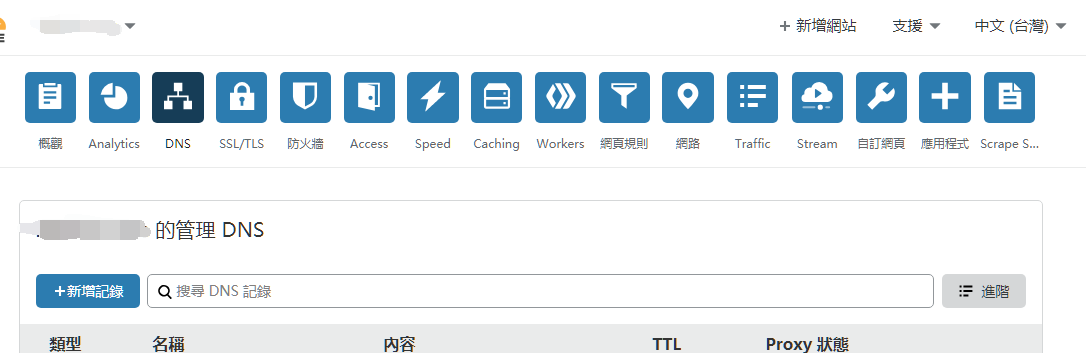 + 新增網站 支援 中文 (台灣)
概觀 Analytics DNS SSL/TLS 防火牆 Access Speed Caching Workers 網頁規則 網路 Traffic Stream 自訂網頁 應用程式 Scrape S...
的管理 DNS
+新增記錄 搜尋 DNS 記錄 進階
類型 名稱 內容 TTL Proxy 狀態